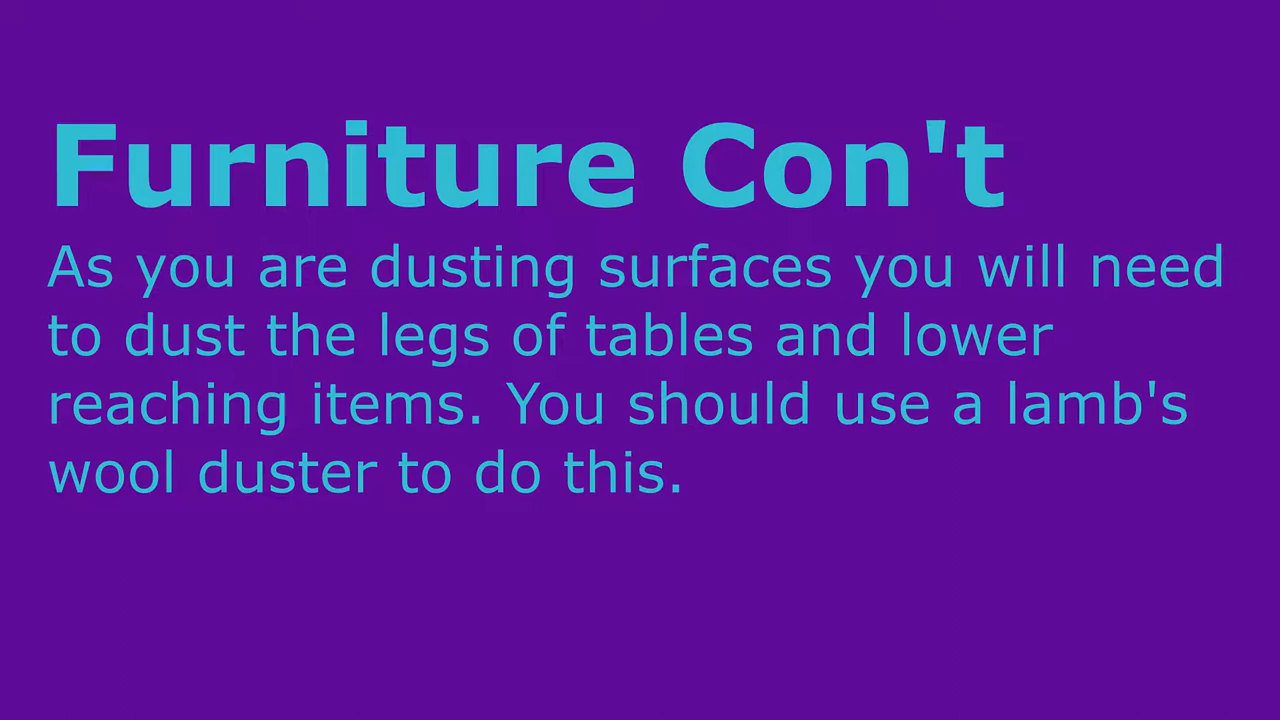 Furniture Con't
As you are dusting surfaces you will need
to dust the legs of tables and lower
reaching items. You should use a lamb's
wool duster to do this.